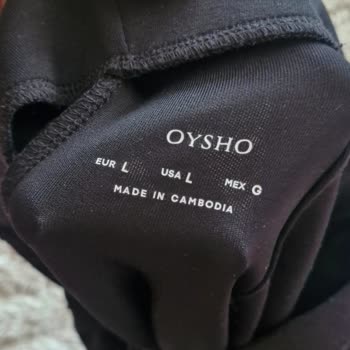 OYSHO
EUR L USA L MEX G
MADE IN CAMBODIA